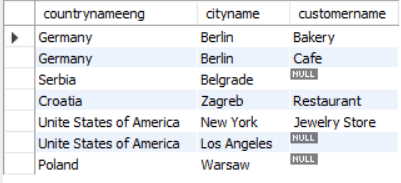 countrynameeng cityname customername
Germany Berlin Bakery
Germany Berlin Cafe
Serbia Belgrade NULL
Croatia Zagreb Restaurant
Unite States of America New York Jewelry Store
Unite States of America Los Angeles NULL
Poland Warsaw NULL